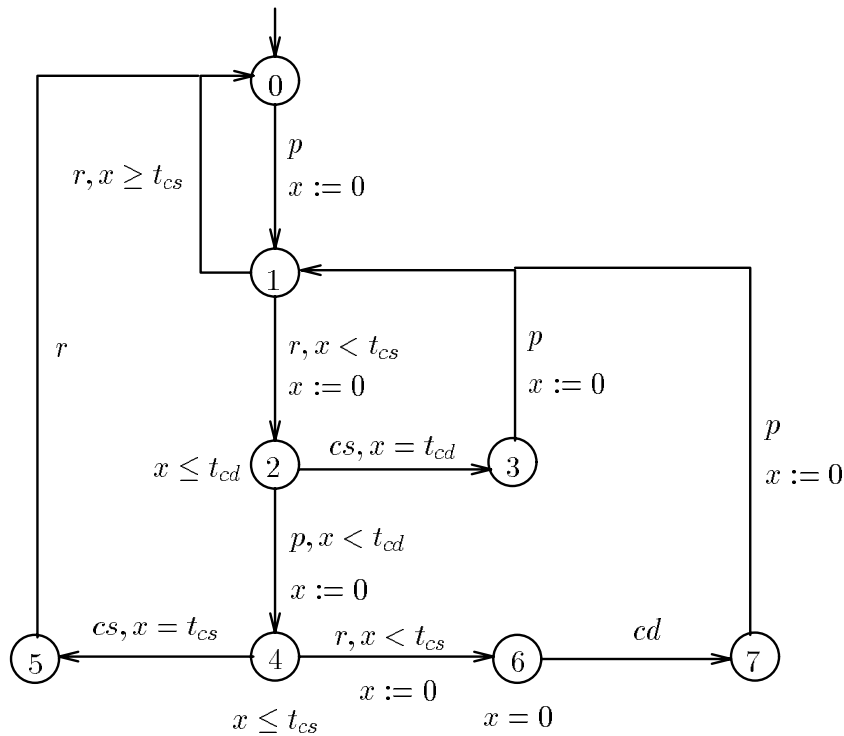 0
p
r, x ≥ t_cs
x := 0
1
r
r, x < t_cs
x := 0
p
x := 0
p
x := 0
x ≤ t_cd
2
cs, x = t_cd
3
p, x < t_cd
x := 0
5
cs, x = t_cs
4
r, x < t_cs
6
cd
7
x := 0
x ≤ t_cs
x = 0